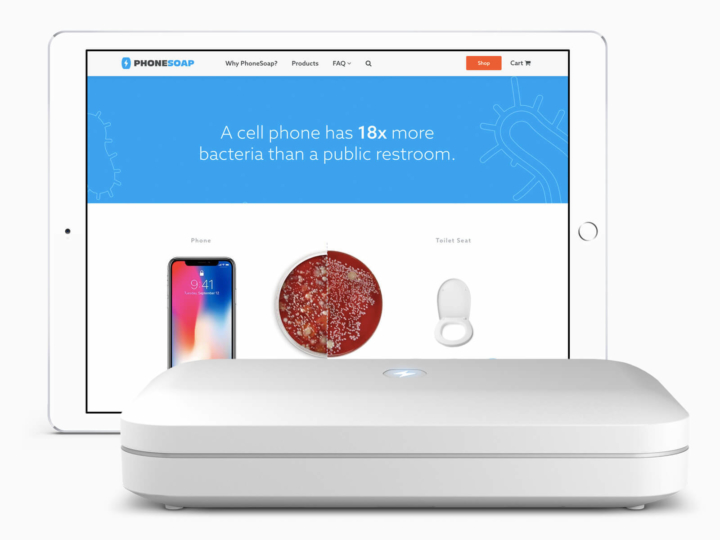 PHONESOAP Why PhoneSoap? Products FAQ Shop Cart
A cell phone has 18x more
bacteria than a public restroom.
Phone Toilet Seat
9:41